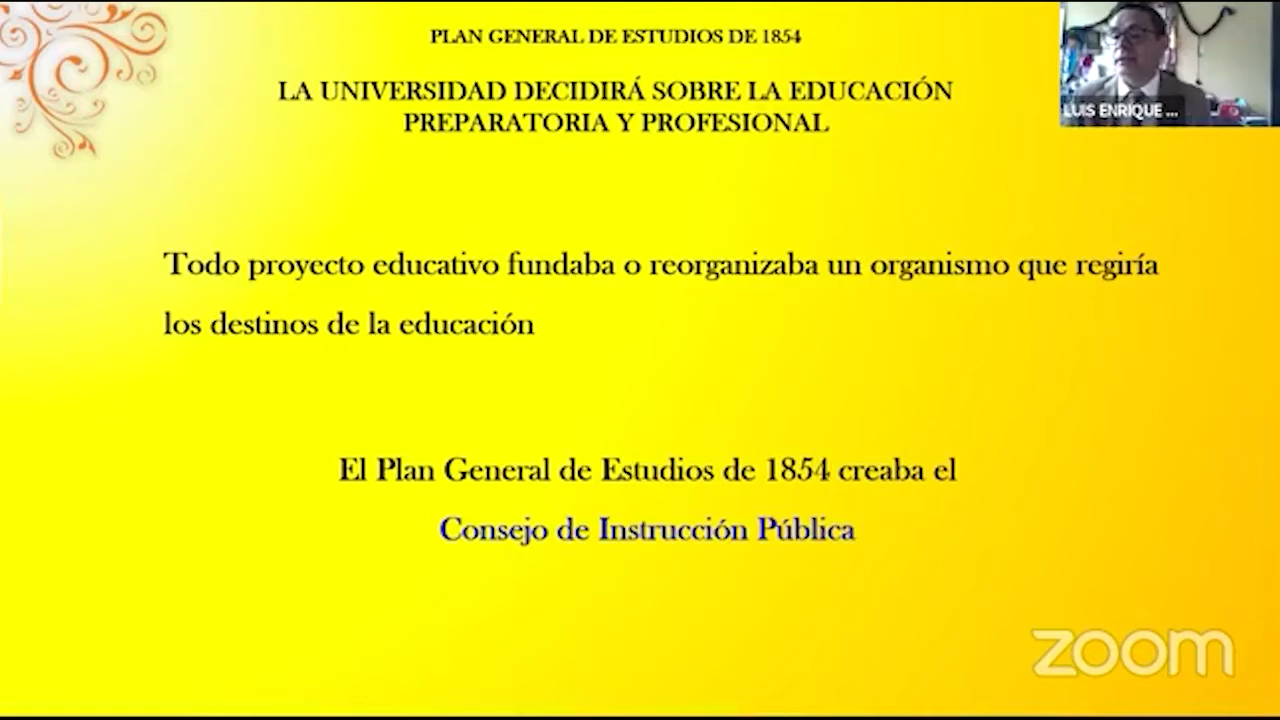 PLAN GENERAL DE ESTUDIOS DE 1854
LA UNIVERSIDAD DECIDIRÁ SOBRE LA EDUCACIÓN
PREPARATORIA Y PROFESIONAL
LUIS ENRIQUE ...
Todo proyecto educativo fundaba o reorganizaba un organismo que regiría
los destinos de la educación
El Plan General de Estudios de 1854 creaba el
Consejo de Instrucción Pública
zoom